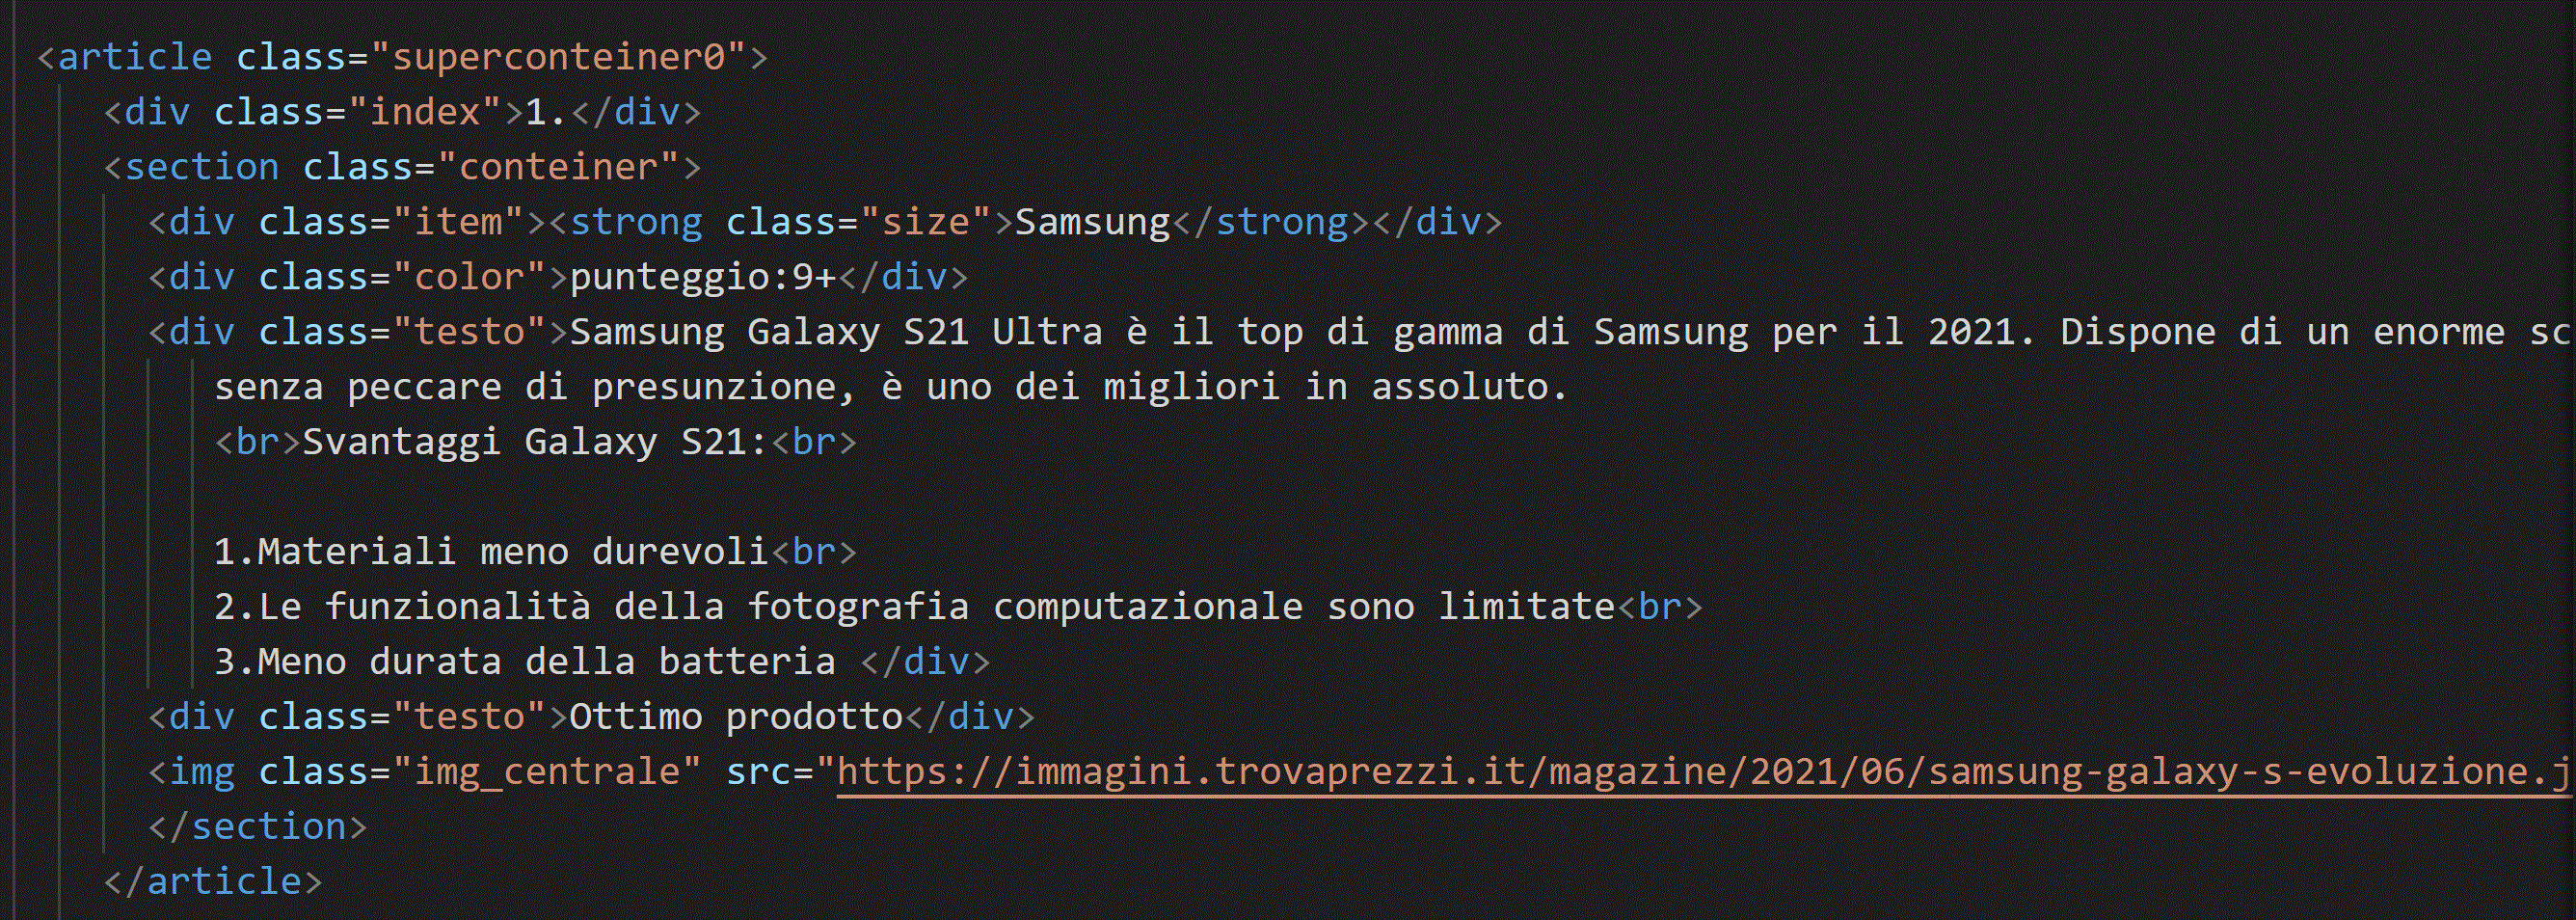 <article class="superconteiner0">
<div class="index">1.</div>
<section class="conteiner">
<div class="item"><strong class="size">Samsung</strong></div>
<div class="color">punteggio:9+</div>
<div class="testo">Samsung Galaxy S21 Ultra è il top di gamma di Samsung per il 2021. Dispone di un enorme sc
senza peccare di presunzione, è uno dei migliori in assoluto.
<br>Svantaggi Galaxy S21:<br>
1.Materiali meno durevoli<br>
2.Le funzionalità della fotografia computazionale sono limitate<br>
3.Meno durata della batteria </div>
<div class="testo">Ottimo prodotto</div>
<img class="img_centrale" src="https://immagini.trovaprezzi.it/magazine/2021/06/samsung-galaxy-s-evoluzione.j
</section>
</article>